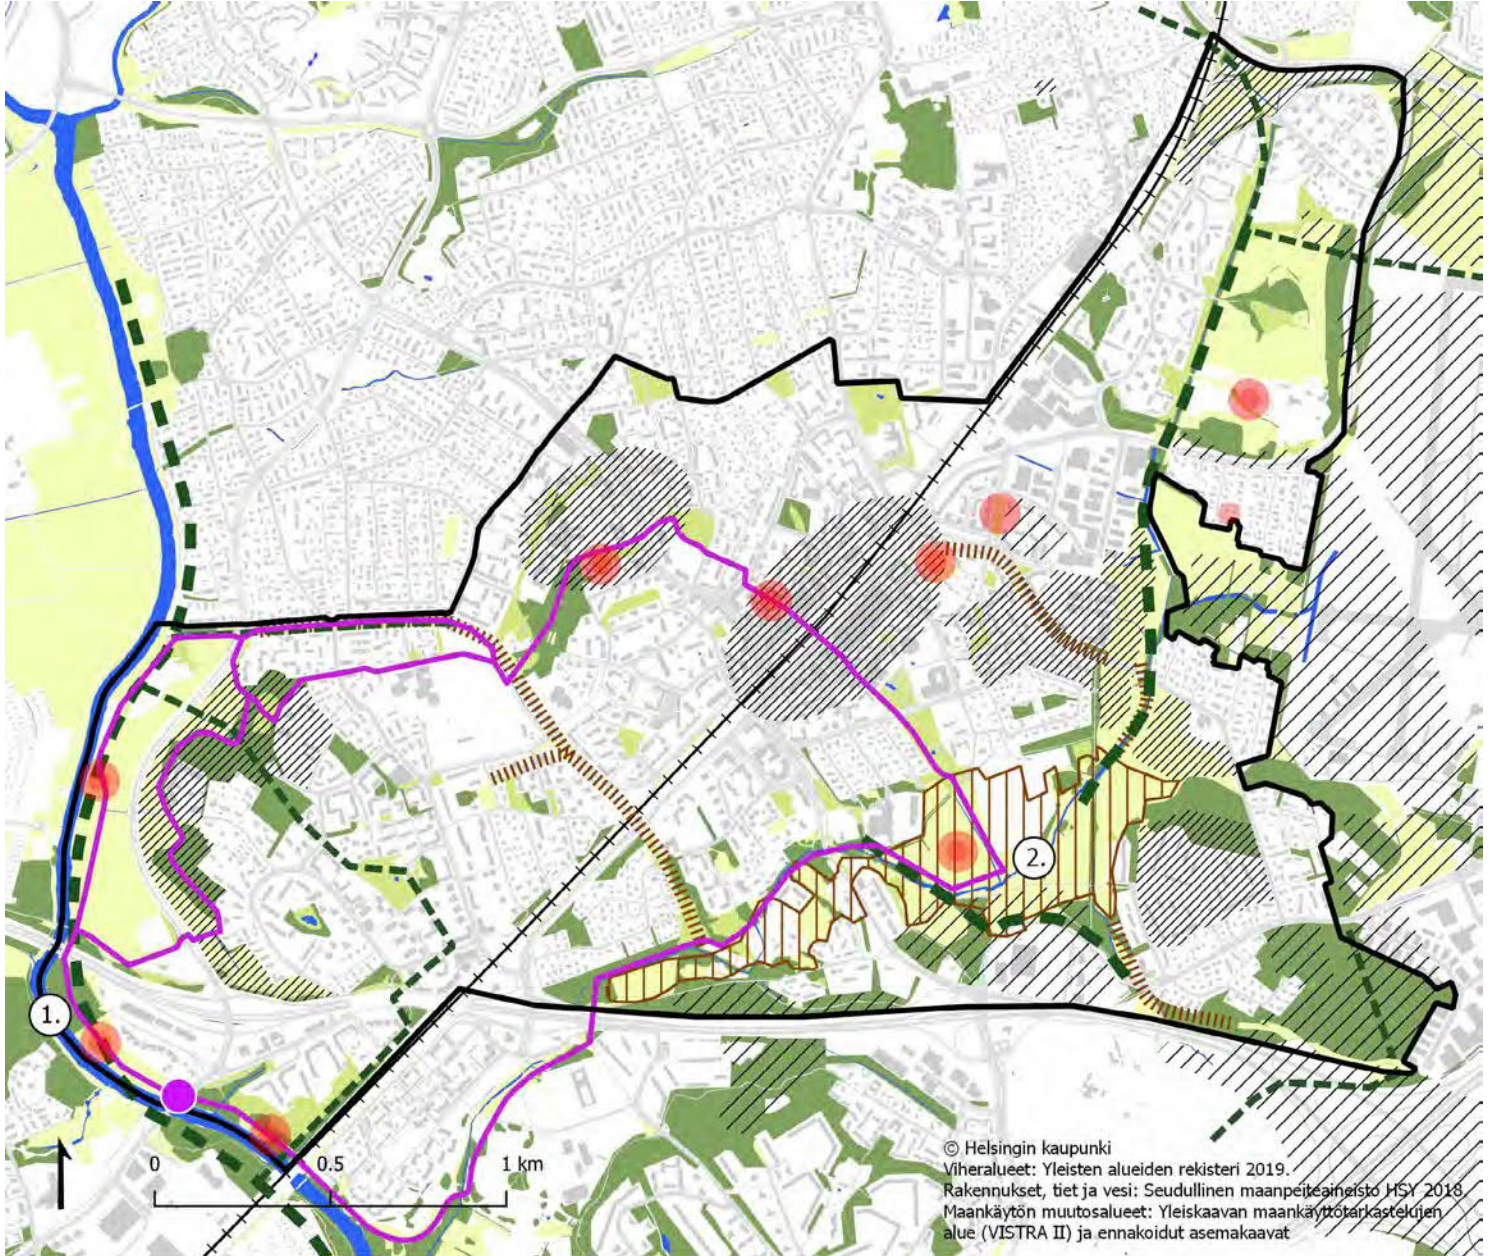 1.
2.
0 0.5 1 km
© Helsingin kaupunki
Viheralueet: Yleisten alueiden rekisteri 2019.
Rakennukset, tiet ja vesi: Seudullinen maanpeiteaineisto HSY 2018.
Maankäytön muutosalueet: Yleiskaavan maankäyttötarkastelujen
alue (VISTRA II) ja ennakoidut asemakaavat